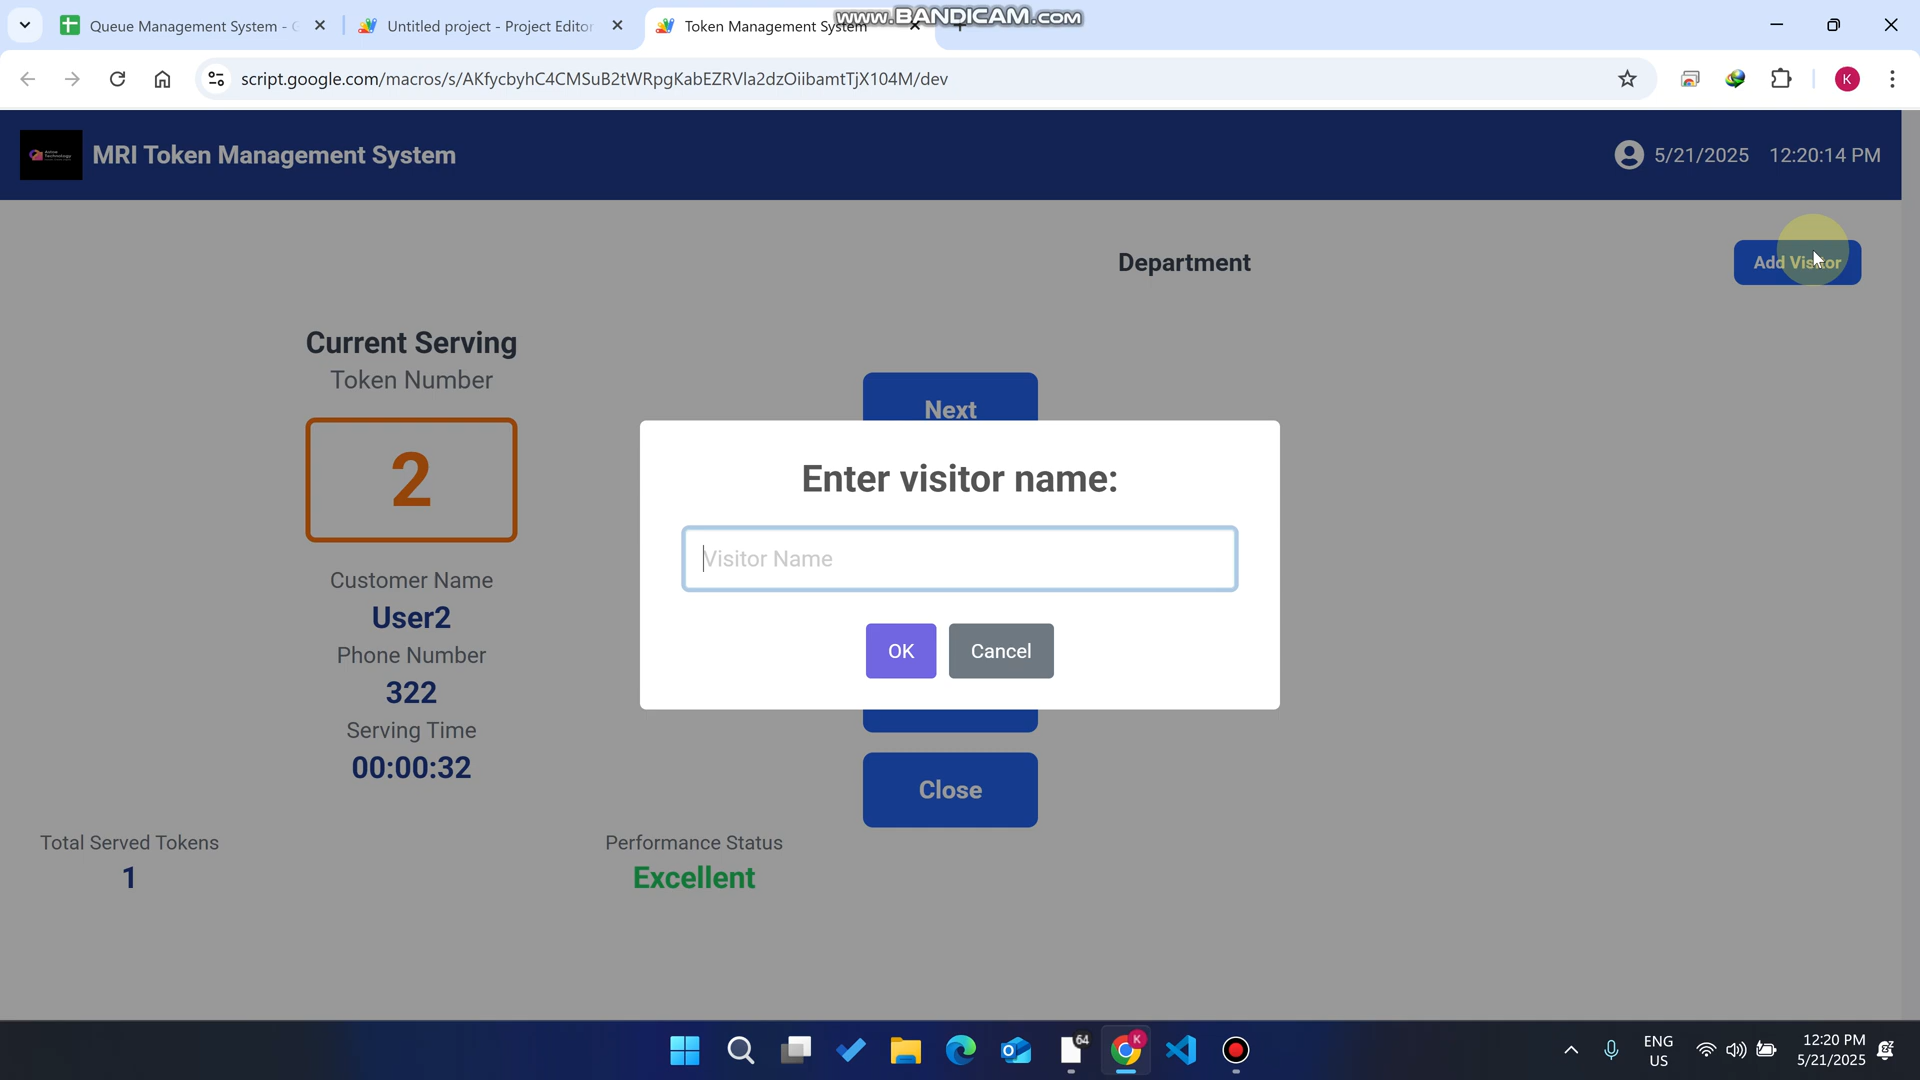 Queue Management System - G
Untitled project - Project Editor
Token Management System
www.BANDICAM.com
script.google.com/macros/s/AKfycbyhC4CMSuB2tWRpgKabEZRVla2dzOiibamtTjX104M/dev
K
MRI Token Management System
5/21/2025
12:20:14 PM
Department
Add Visitor
Current Serving
Token Number
2
Customer Name
User2
Phone Number
322
Serving Time
00:00:32
Next
Enter visitor name:
Visitor Name
OK
Cancel
Close
Total Served Tokens
1
Performance Status
Excellent
64
K
ENG
US
12:20 PM
5/21/2025